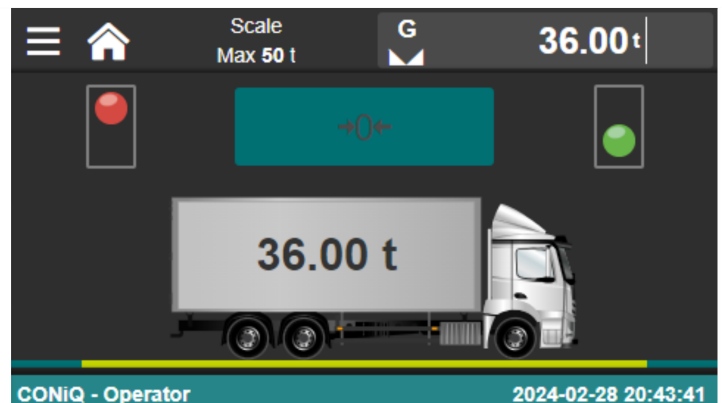 Scale
Max 50 t
G
36.00 t
→0←
36.00 t
CONiQ - Operator
2024-02-28 20:43:41